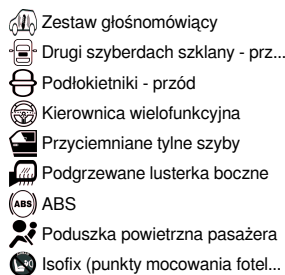 Zestaw głośnomówiący
Drugi szyberdach szklany - prz...
Podłokietniki - przód
Kierownica wielofunkcyjna
Przyciemniane tylne szyby
Podgrzewane lusterka boczne
ABS ABS
Poduszka powietrzna pasażera
Isofix (punkty mocowania fotel...